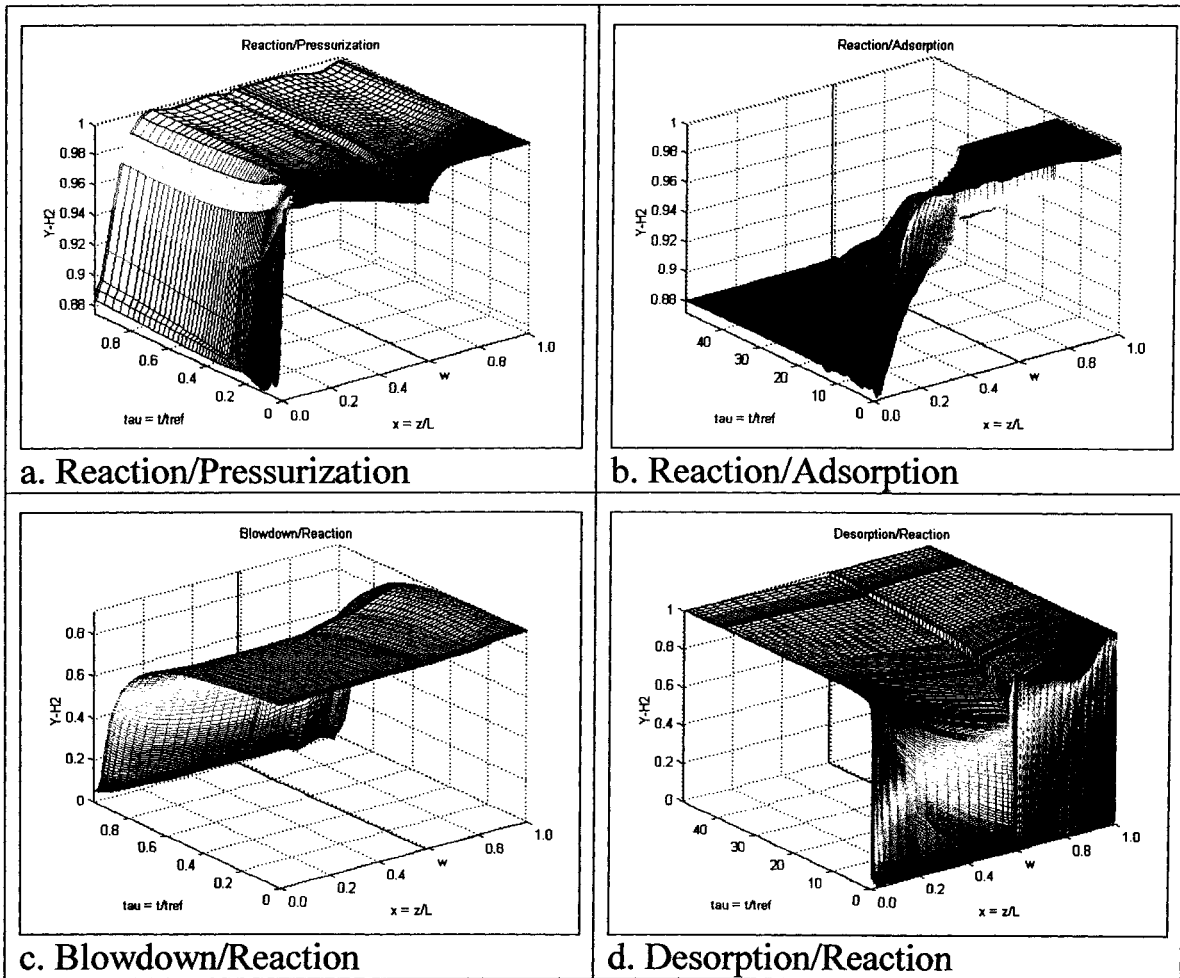 Reaction/Pressurization
1
0.98
0.96
0.94
0.92
0.9
0.88
Y-H2
0.8
0.6
0.4
0.2
0
tau = t/tref
0.0
0.2
0.4
w
0.8
1.0
x = z/L
a. Reaction/Pressurization
Reaction/Adsorption
1
0.98
0.96
0.94
0.92
0.9
0.88
Y-H2
40
30
20
10
0
tau = t/tref
0.0
0.2
0.4
w
0.8
1.0
x = z/L
b. Reaction/Adsorption
Blowdown/Reaction
0.8
0.6
0.4
0.2
0
Y-H2
0.8
0.6
0.4
0.2
0
tau = t/tref
0.0
0.2
0.4
w
0.8
1.0
x = z/L
c. Blowdown/Reaction
Desorption/Reaction
1
0.8
0.6
0.4
0.2
0
Y-H2
40
30
20
10
0
tau = t/tref
0.0
0.2
0.4
w
0.8
1.0
x = z/L
d. Desorption/Reaction